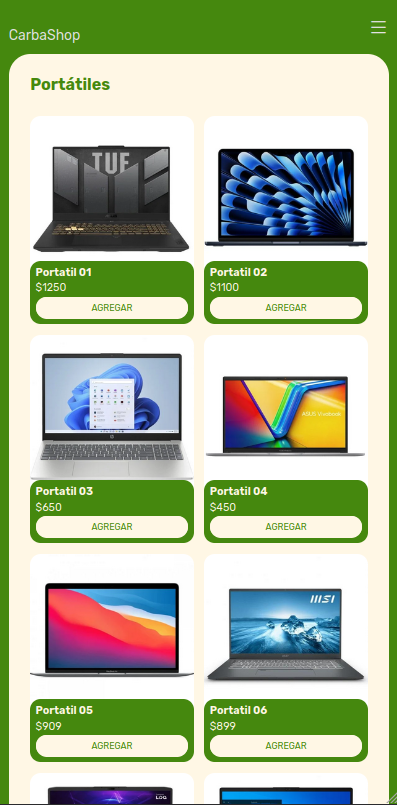 CarbaShop
Portátiles
TUF
Portatil 01
$1250
AGREGAR
Portatil 02
$1100
AGREGAR
Portatil 03
$650
AGREGAR
ASUS Vivobook
Portatil 04
$450
AGREGAR
Portatil 05
$909
AGREGAR
msi
Portatil 06
$899
AGREGAR
LOQ